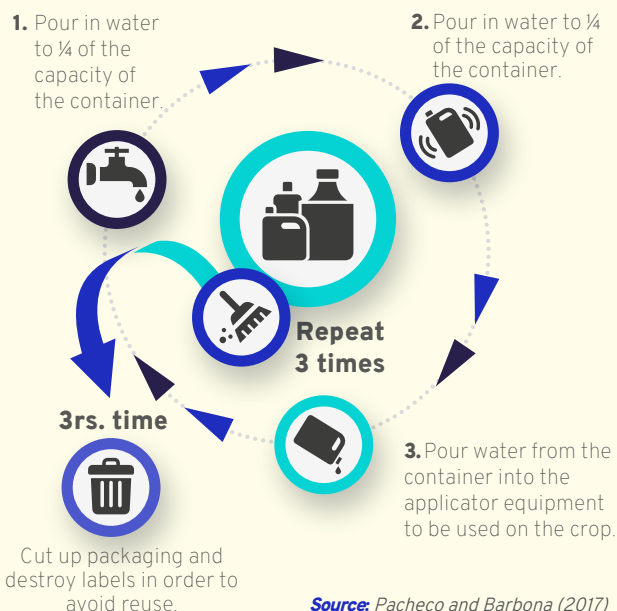 1. Pour in water
to ¼ of the
capacity of
the container.
2. Pour in water to ¼
of the capacity of
the container.
Repeat
3 times
3rs. time
3. Pour water from the
container into the
applicator equipment
to be used on the crop.
Cut up packaging and
destroy labels in order to
avoid reuse.
Source: Pacheco and Barbona (2017)